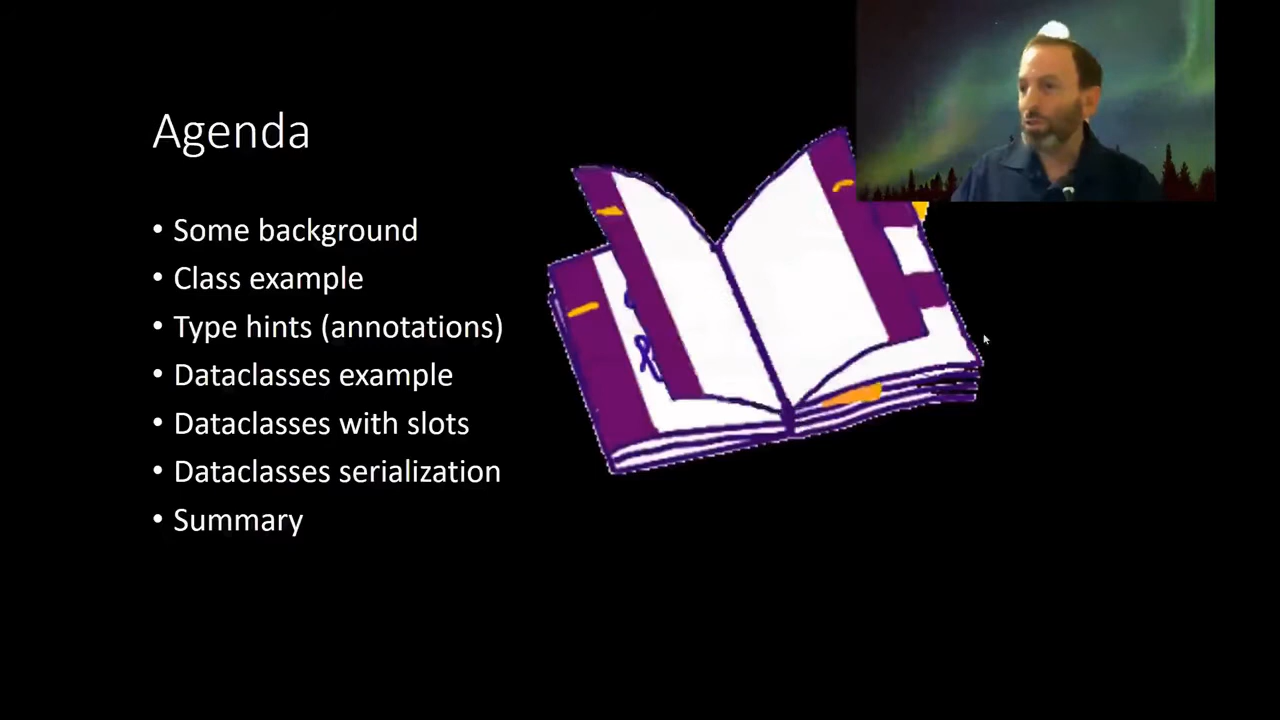 Agenda
• Some background
• Class example
• Type hints (annotations)
• Dataclasses example
• Dataclasses with slots
• Dataclasses serialization
• Summary